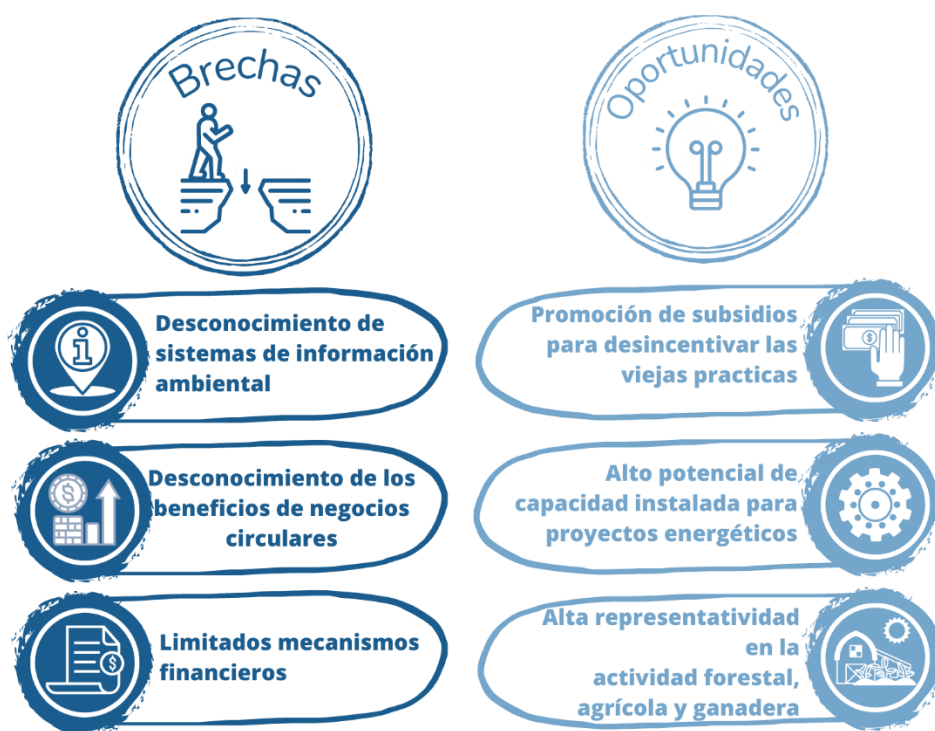 Brechas
Desconocimiento de
sistemas de información
ambiental
Desconocimiento de los
beneficios de negocios
circulares
Limitados mecanismos
financieros
Oportunidades
Promoción de subsidios
para desincentivar las
viejas practicas
Alto potencial de
capacidad instalada para
proyectos energéticos
Alta representatividad
en la
actividad forestal,
agrícola y ganadera